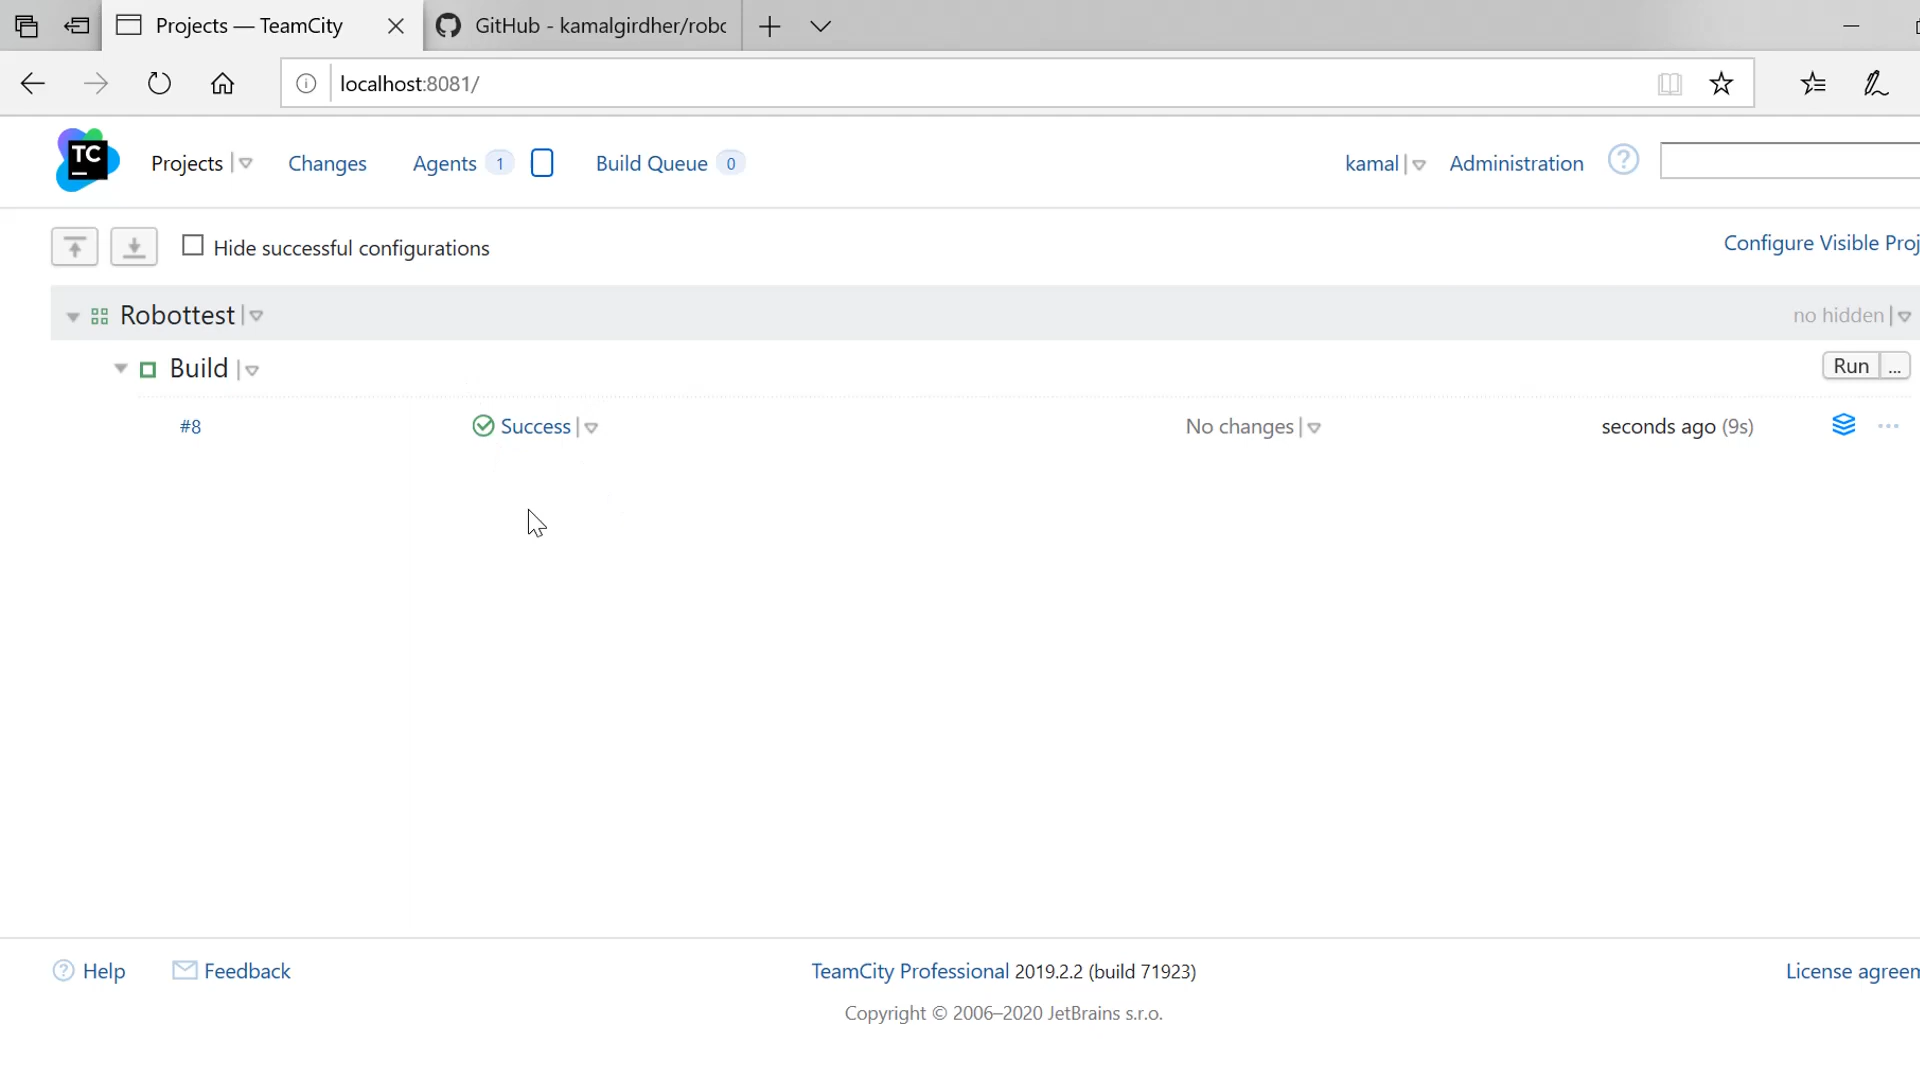 Projects — TeamCity
GitHub - kamalgirdher/robo
localhost:8081/
TC
Projects
Changes
Agents 1
Build Queue 0
kamal
Administration
Hide successful configurations
Configure Visible Proj
Robottest
no hidden
Build
Run ...
#8
Success
No changes
seconds ago (9s)
Help
Feedback
TeamCity Professional 2019.2.2 (build 71923)
License agreem
Copyright © 2006–2020 JetBrains s.r.o.